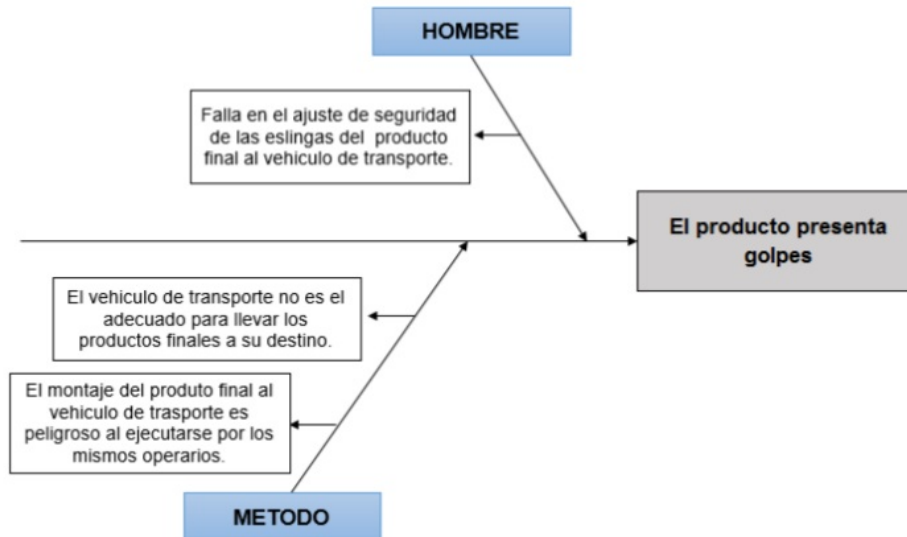 HOMBRE
Falla en el ajuste de seguridad
de las eslingas del producto
final al vehiculo de transporte.
El producto presenta
golpes
El vehiculo de transporte no es el
adecuado para llevar los
productos finales a su destino.
El montaje del produto final al
vehiculo de trasporte es
peligroso al ejecutarse por los
mismos operarios.
METODO